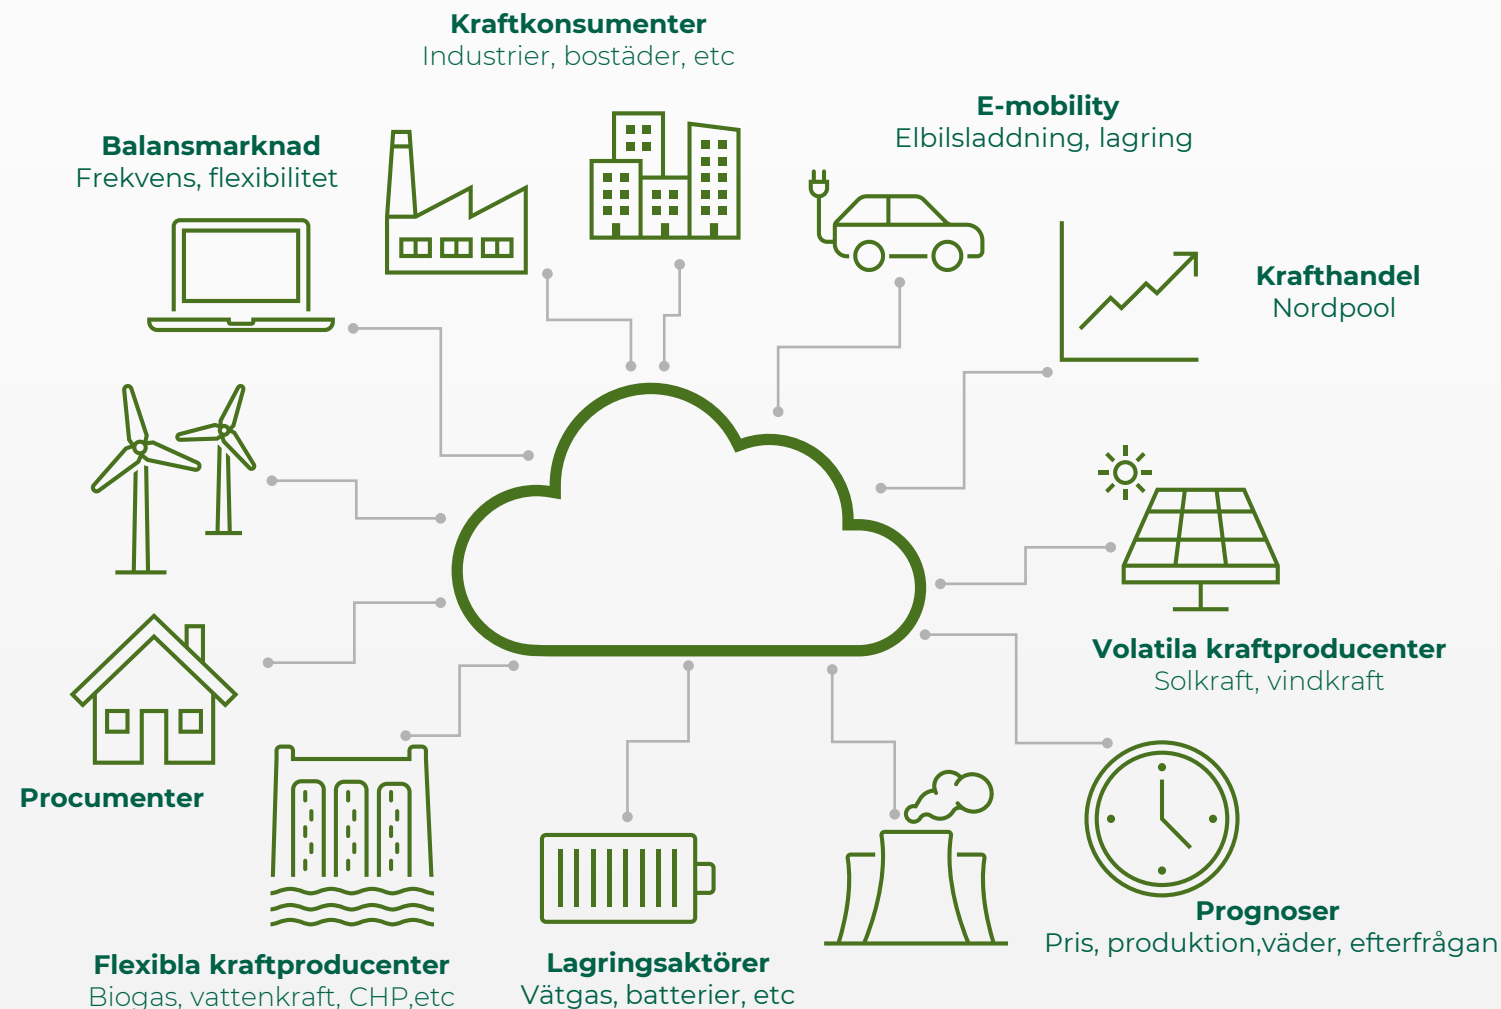 Kraftkonsumenter
Industrier, bostäder, etc
E-mobility
Elbilsladdning, lagring
Balansmarknad
Frekvens, flexibilitet
Krafthandel
Nordpool
Volatila kraftproducenter
Solkraft, vindkraft
Procumenter
Prognoser
Pris, produktion,väder, efterfrågan
Flexibla kraftproducenter
Biogas, vattenkraft, CHP,etc
Lagringsaktörer
Vätgas, batterier, etc